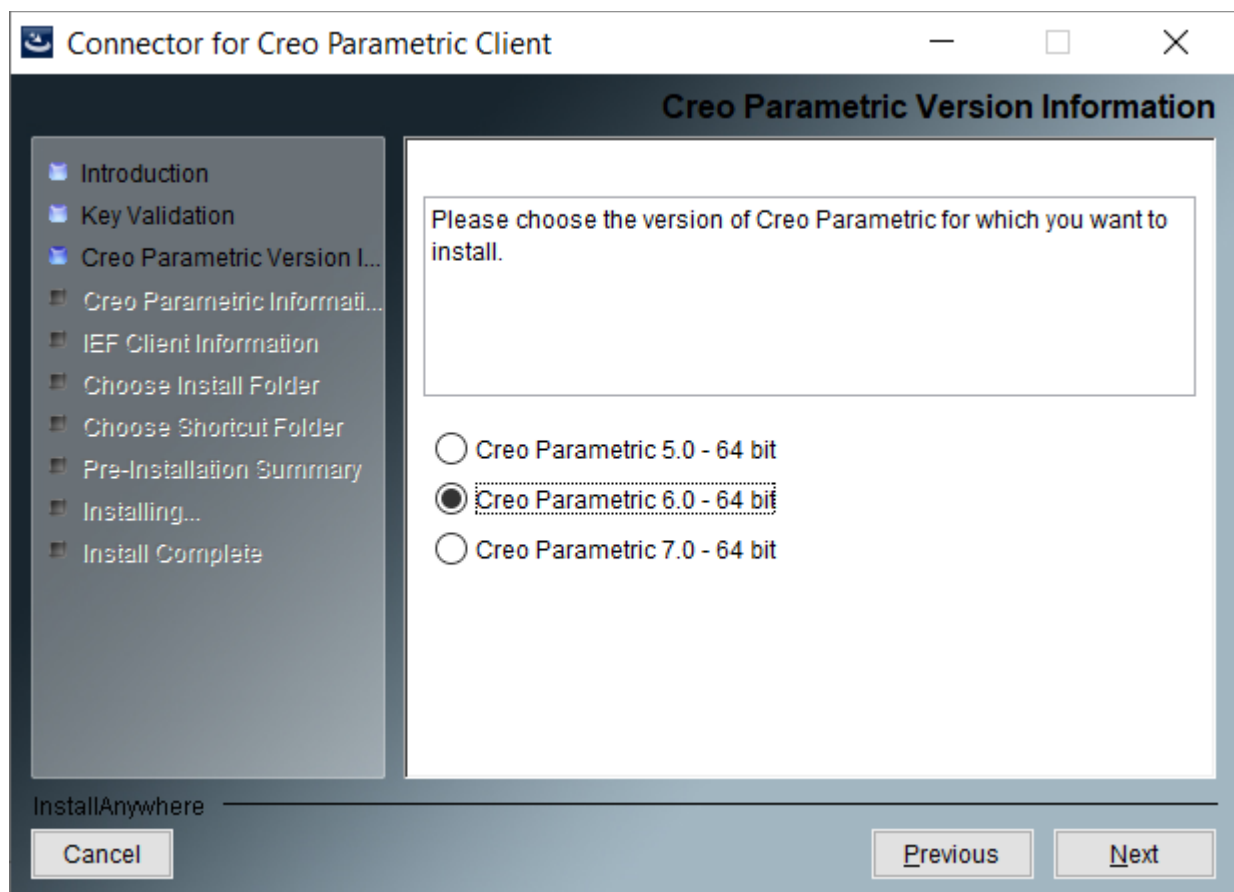 Connector for Creo Parametric Client
Creo Parametric Version Information
Introduction
Key Validation
Creo Parametric Version I...
Creo Parametric Informati...
IEF Client Information
Choose Install Folder
Choose Shortcut Folder
Pre-Installation Summary
Installing...
Install Complete
Please choose the version of Creo Parametric for which you want to
install.
Creo Parametric 5.0 - 64 bit
Creo Parametric 6.0 - 64 bit
Creo Parametric 7.0 - 64 bit
InstallAnywhere
Cancel
Previous
Next